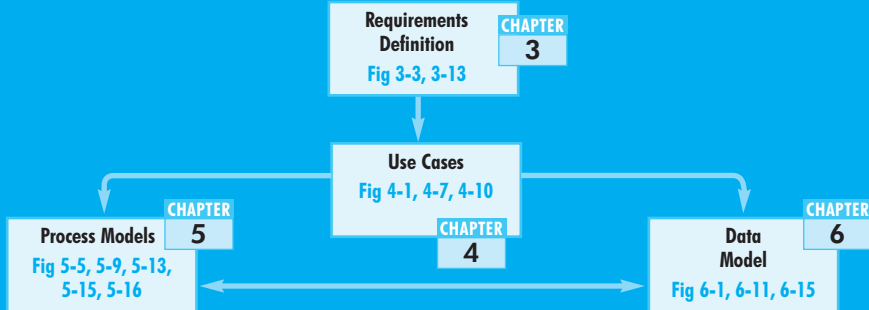 Requirements
Definition
Fig 3-3, 3-13
CHAPTER
3
Use Cases
Fig 4-1, 4-7, 4-10
CHAPTER
4
Process Models
Fig 5-5, 5-9, 5-13,
5-15, 5-16
CHAPTER
5
Data
Model
Fig 6-1, 6-11, 6-15
CHAPTER
6